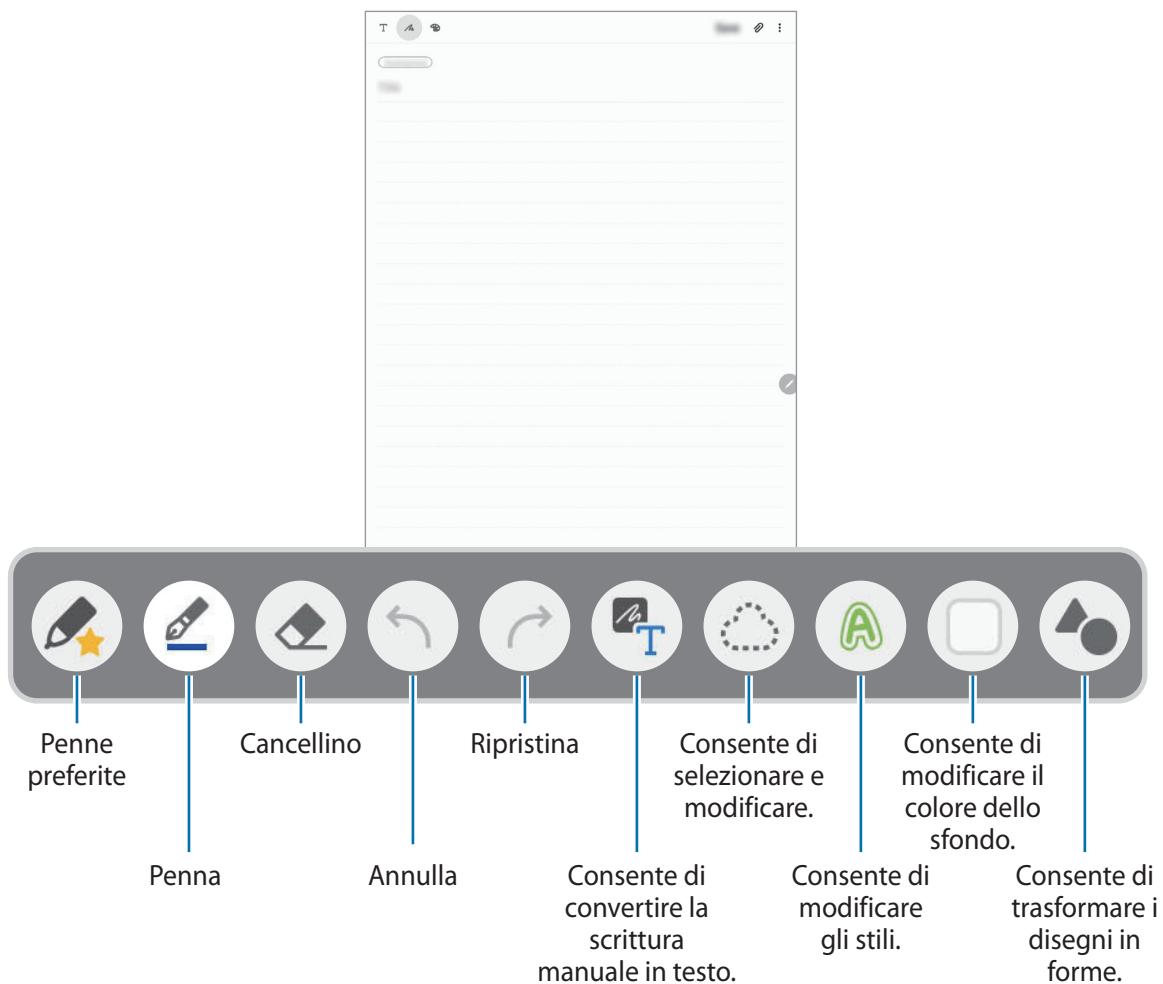 T
Penne
preferite
Cancellino
Ripristina
Consente di
selezionare e
modificare.
Consente di
modificare il
colore dello
sfondo.
Penna
Annulla
Consente di
convertire la
scrittura
manuale in testo.
Consente di
modificare
gli stili.
Consente di
trasformare i
disegni in
forme.